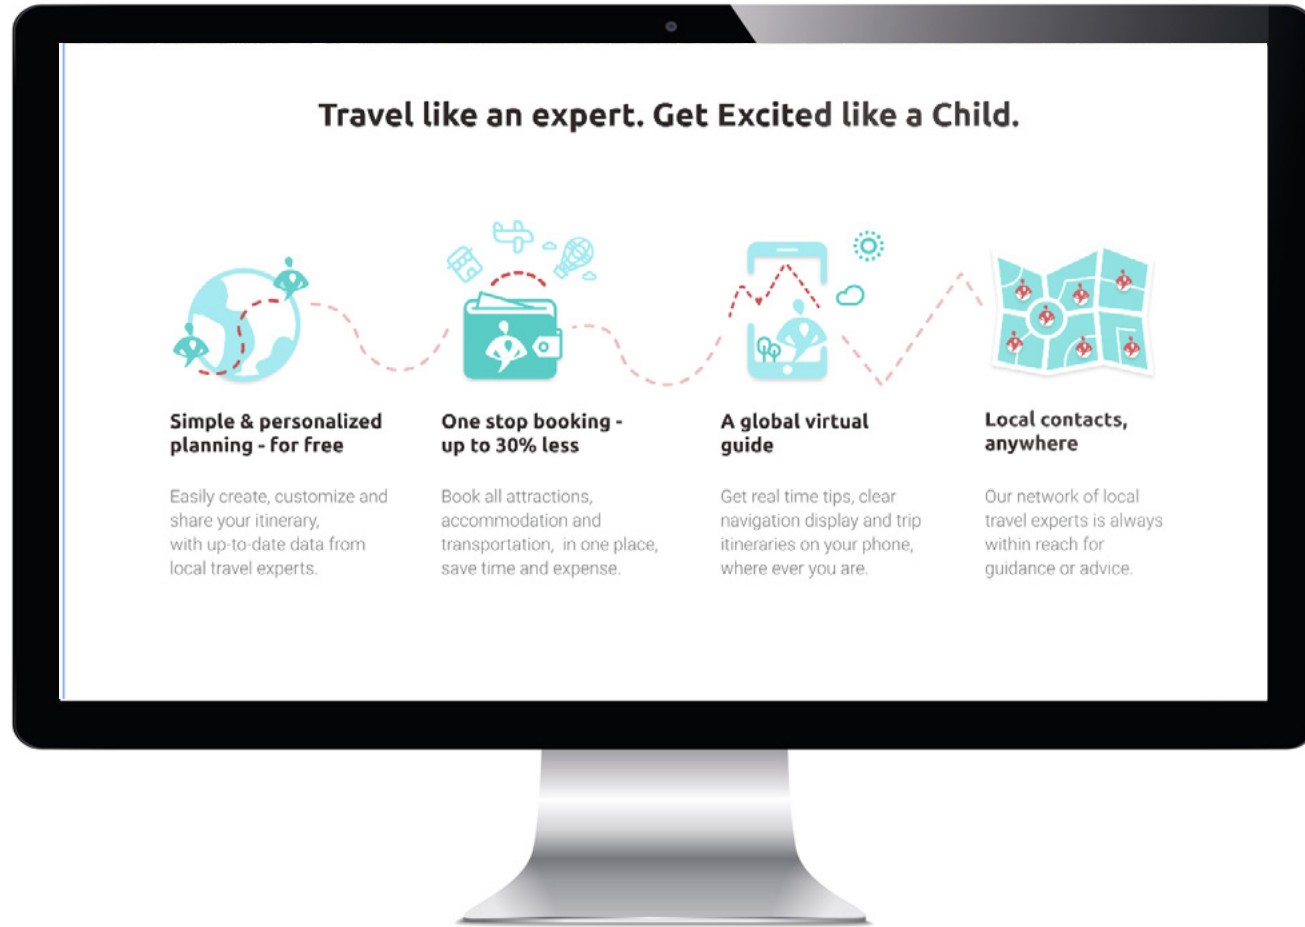 Travel like an expert. Get Excited like a Child.
Simple & personalized
planning - for free
Easily create, customize and
share your itinerary,
with up-to-date data from
local travel experts.
One stop booking -
up to 30% less
Book all attractions,
accommodation and
transportation, in one place,
save time and expense.
A global virtual
guide
Get real time tips, clear
navigation display and trip
itineraries on your phone,
where ever you are.
Local contacts,
anywhere
Our network of local
travel experts is always
within reach for
guidance or advice.